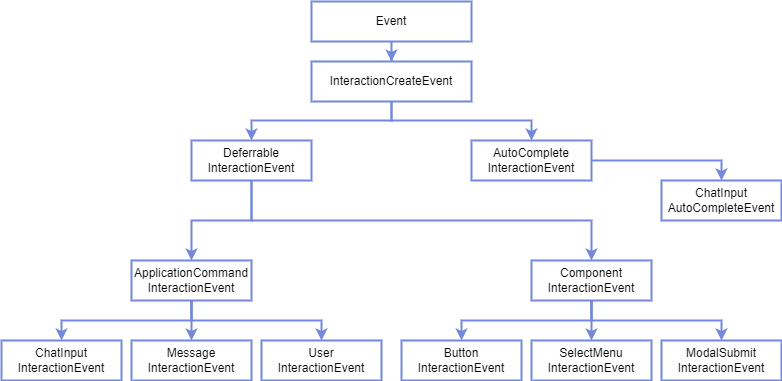 Event
InteractionCreateEvent
Deferrable
InteractionEvent
AutoComplete
InteractionEvent
ChatInput
AutoCompleteEvent
ApplicationCommand
InteractionEvent
Component
InteractionEvent
ChatInput
InteractionEvent
Message
InteractionEvent
User
InteractionEvent
Button
InteractionEvent
SelectMenu
InteractionEvent
ModalSubmit
InteractionEvent